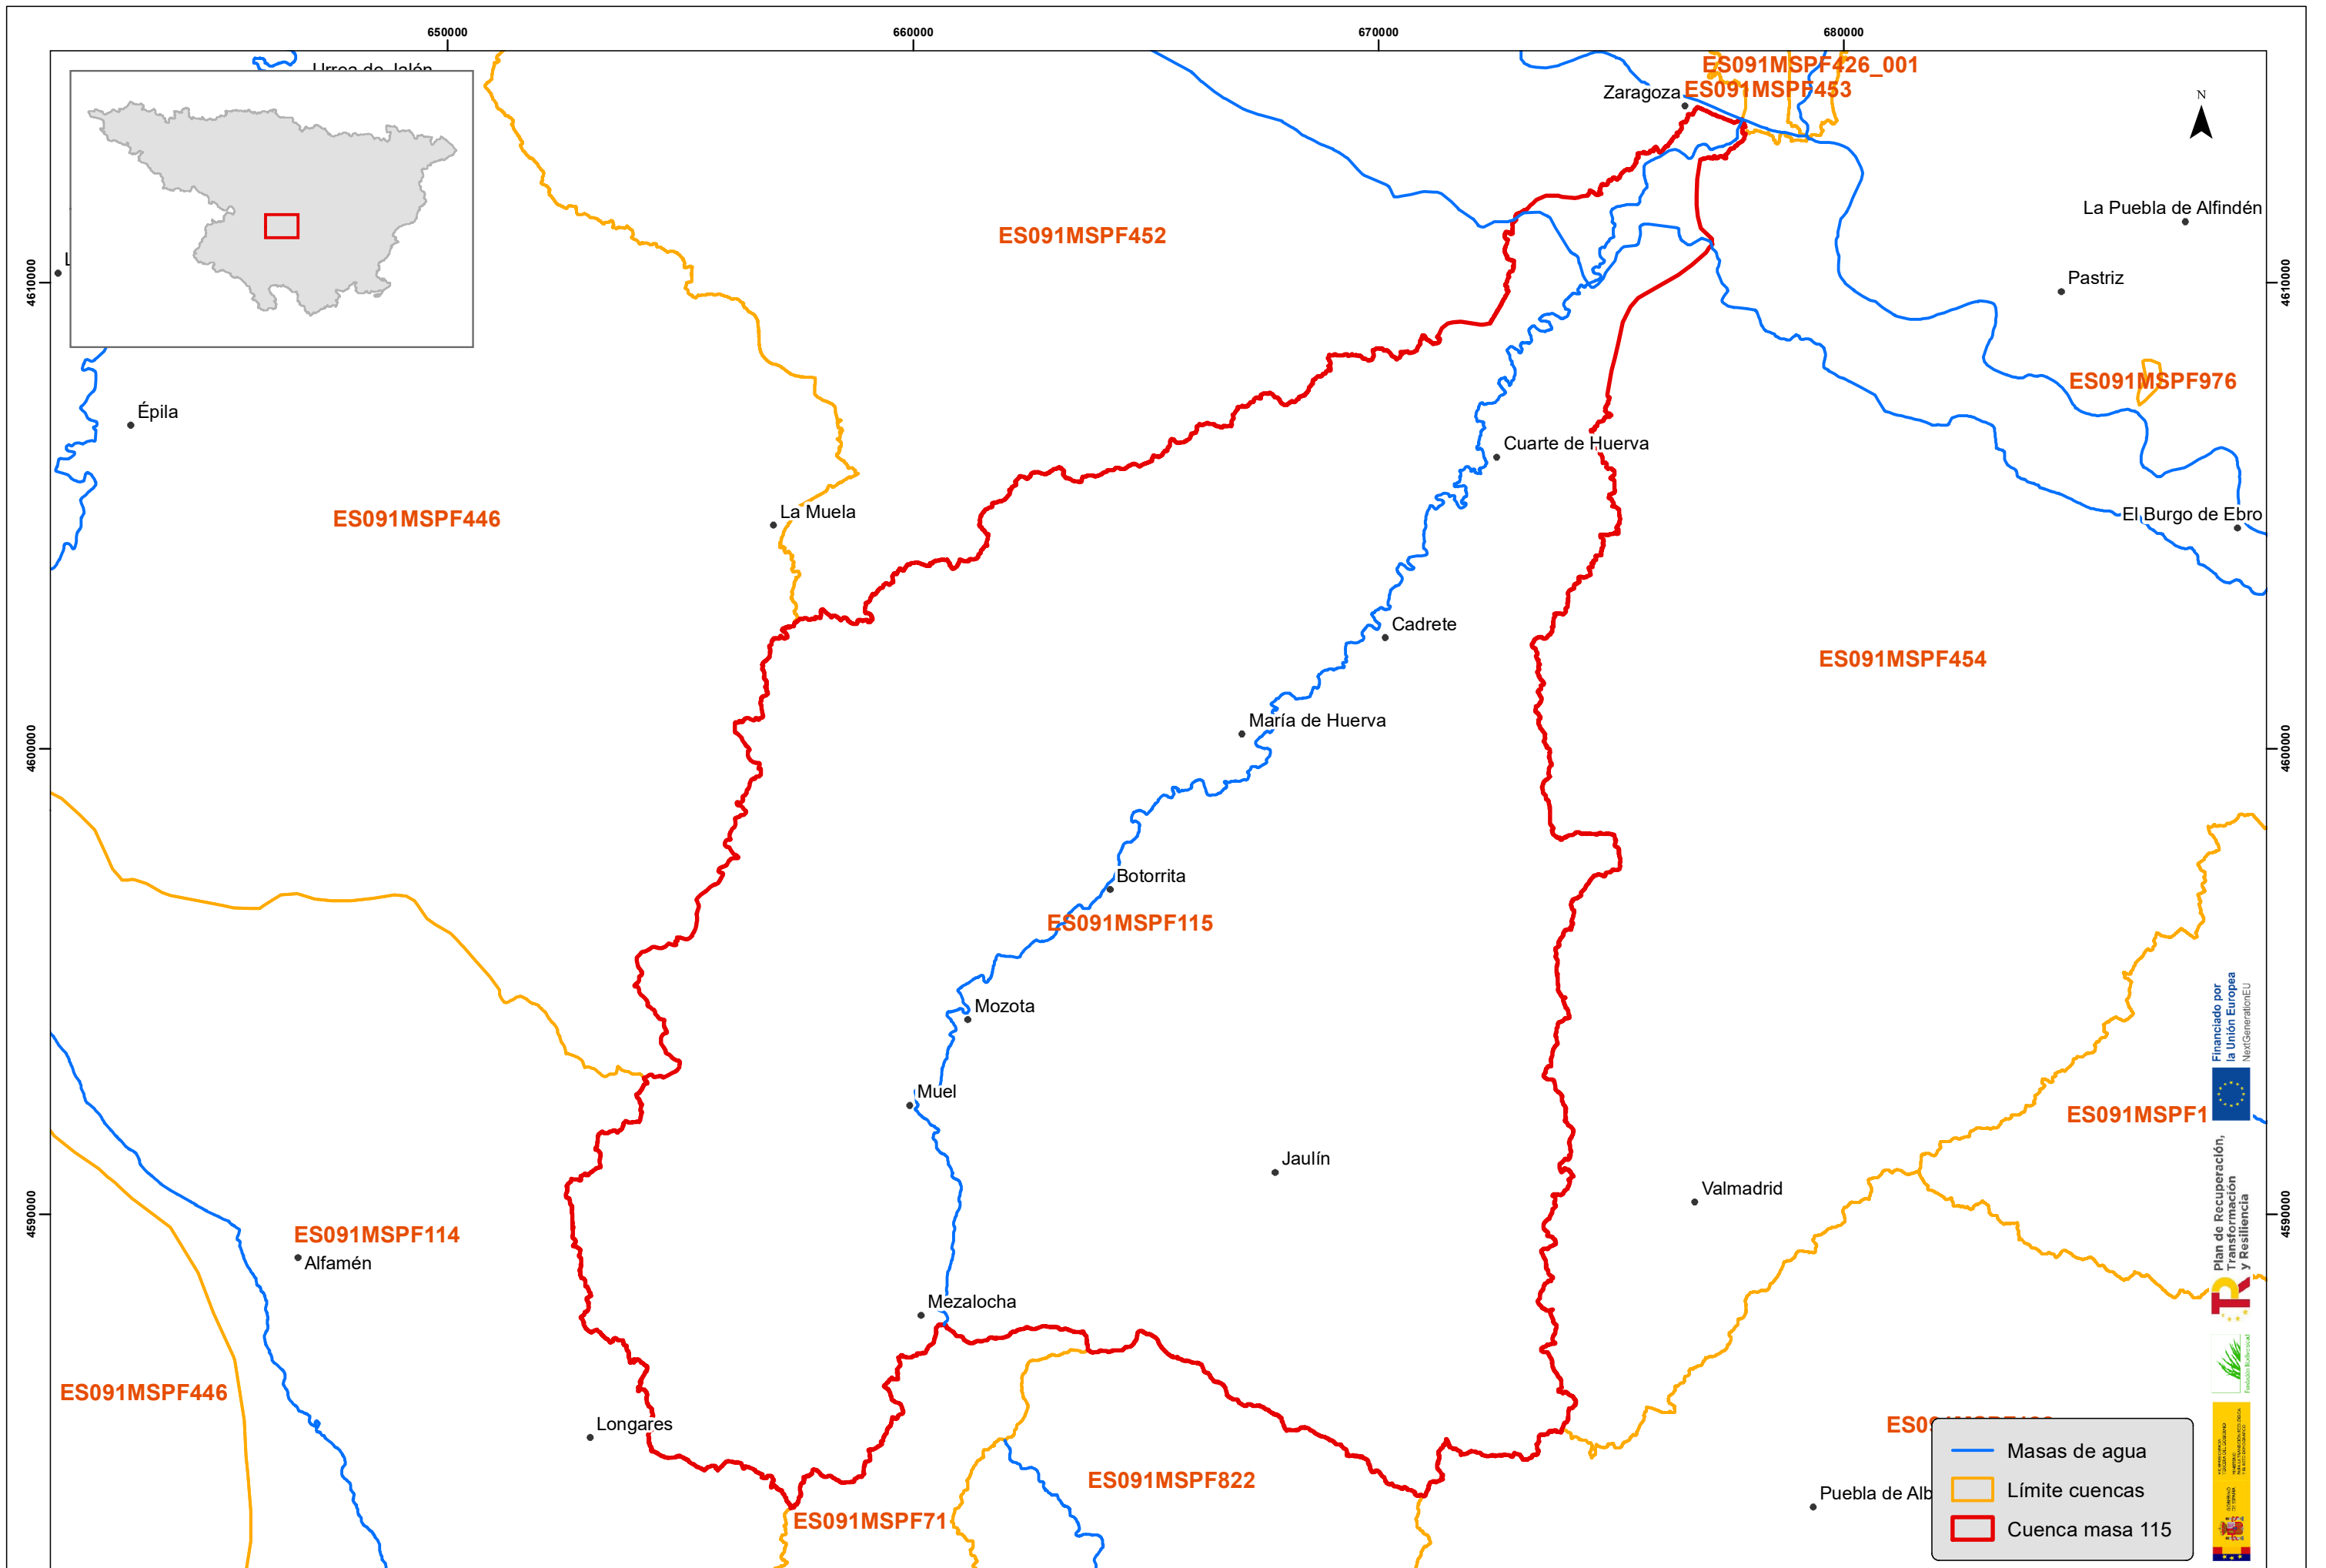 650000
660000
670000
680000
Urrea de Jalón
ES091MSPF426_001
ES091MSPF453
Zaragoza
N
La Puebla de Alfindén
ES091MSPF452
L
Pastriz
4610000
4610000
ES091MSPF976
Épila
Cuarte de Huerva
La Muela
ES091MSPF446
El Burgo de Ebro
Cadrete
ES091MSPF454
María de Huerva
4600000
4600000
Botorrita
ES091MSPF115
Mozota
Financiado por
la Unión Europea
NextGenerationEU
Muel
ES091MSPF1
Jaulín
Plan de Recuperación,
Transformación
y Resiliencia
Valmadrid
4590000
4590000
ES091MSPF114
Alfamén
Mezalocha
ES091MSPF446
Longares
ES091MSPF822
ES091MSPF71
Puebla de Alb
Masas de agua
Límite cuencas
Cuenca masa 115